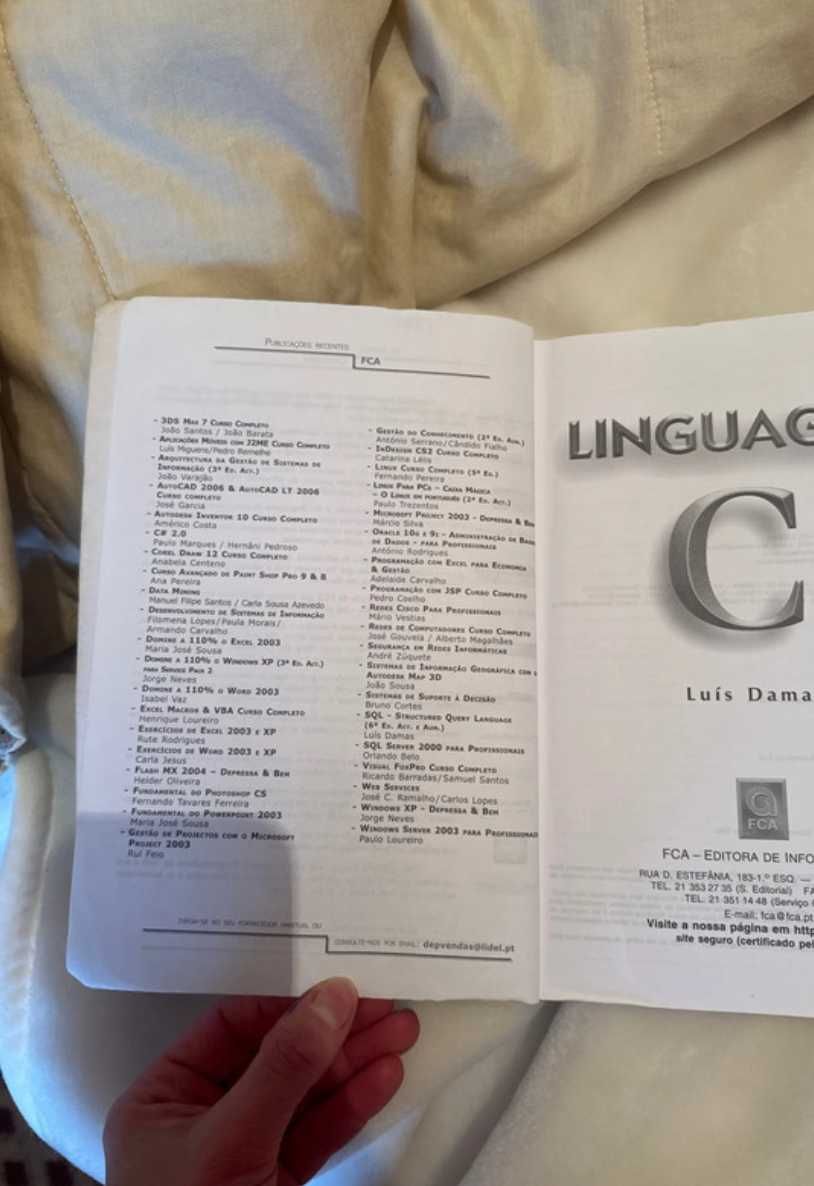 PUBLICAÇÕES RECENTES
FCA
- 3DS MAX 7 CURSO COMPLETO
João Santos / João Barata
- APLICAÇÕES MÓVEIS COM J2ME CURSO COMPLETO
Luís Miguens/Pedro Remelhe
- ARQUITECTURA DA GESTÃO DE SISTEMAS DE
INFORMAÇÃO (3ª ED. ACT.)
João Varajão
- AUTOCAD 2006 & AUTOCAD LT 2006
CURSO COMPLETO
José Garcia
- AUTODESK INVENTOR 10 CURSO COMPLETO
Américo Costa
- C# 2.0
Paulo Marques / Hernâni Pedroso
- COREL DRAW 12 CURSO COMPLETO
Anabela Centeno
- CURSO AVANÇADO DE PAINT SHOP PRO 9 & 8
Ana Pereira
- DATA MINING
Manuel Filipe Santos / Carla Sousa Azevedo
- DESENVOLVIMENTO DE SISTEMAS DE INFORMAÇÃO
Filomena Lopes/Paula Morais/
Armando Carvalho
- DOMINE A 110% O EXCEL 2003
Maria José Sousa
- DOMINE A 110% O WINDOWS XP (3ª ED. ACT.)
PARA SERVICE PACK 2
Jorge Neves
- DOMINE A 110% O WORD 2003
Isabel Vaz
- EXCEL MACROS & VBA CURSO COMPLETO
Henrique Loureiro
- EXERCÍCIOS DE EXCEL 2003 E XP
Rute Rodrigues
- EXERCÍCIOS DE WORD 2003 E XP
Carla Jesus
- FLASH MX 2004 – DEPRESSA & BEM
Helder Oliveira
- FUNDAMENTAL DO PHOTOSHOP CS
Fernando Tavares Ferreira
- FUNDAMENTAL DO POWERPOINT 2003
Maria José Sousa
- GESTÃO DE PROJECTOS COM O MICROSOFT
PROJECT 2003
Rui Feio
- GESTÃO DO CONHECIMENTO (2ª ED. AUM.)
António Serrano/Cândido Fialho
- INDESIGN CS2 CURSO COMPLETO
Catarina Lélis
- LINUX CURSO COMPLETO (5ª ED.)
Fernando Pereira
- LINUX PARA PCS – CAIXA MÁGICA
– O LINUX EM PORTUGUÊS (2ª ED. ACT.)
Paulo Trezentos
- MICROSOFT PROJECT 2003 - DEPRESSA & BEM
Márcio Silva
- ORACLE 10G E 9I – ADMINISTRAÇÃO DE BASES
DE DADOS – PARA PROFISSIONAIS
António Rodrigues
- PROGRAMAÇÃO COM EXCEL PARA ECONOMIA
& GESTÃO
Adelaide Carvalho
- PROGRAMAÇÃO COM JSP CURSO COMPLETO
Pedro Coelho
- REDES CISCO PARA PROFISSIONAIS
Mário Vestias
- REDES DE COMPUTADORES CURSO COMPLETO
José Gouveia / Alberto Magalhães
- SEGURANÇA EM REDES INFORMÁTICAS
André Zúquete
- SISTEMAS DE INFORMAÇÃO GEOGRÁFICA COM
AUTODESK MAP 3D
João Sousa
- SISTEMAS DE SUPORTE À DECISÃO
Bruno Cortes
- SQL - STRUCTURED QUERY LANGUAGE
(6ª ED. ACT. E AUM.)
Luís Damas
- SQL SERVER 2000 PARA PROFISSIONAIS
Orlando Belo
- VISUAL FOXPRO CURSO COMPLETO
Ricardo Barradas/Samuel Santos
- WEB SERVICES
José C. Ramalho/Carlos Lopes
- WINDOWS XP – DEPRESSA & BEM
Jorge Neves
- WINDOWS SERVER 2003 PARA PROFISSIONAI
Paulo Loureiro
DIRIJA-SE AO SEU FORNECEDOR HABITUAL OU
CONSULTE-NOS POR EMAIL: depvendas@lidel.pt
LINGUAG
C
Luís Dama
FCA
FCA – EDITORA DE INFO
RUA D. ESTEFÂNIA, 183-1.º ESQ. —
TEL. 21 353 27 35 (S. Editorial) FA
TEL. 21 351 14 48 (Serviço
E-mail: fca@fca.pt
Visite a nossa página em http
site seguro (certificado pel